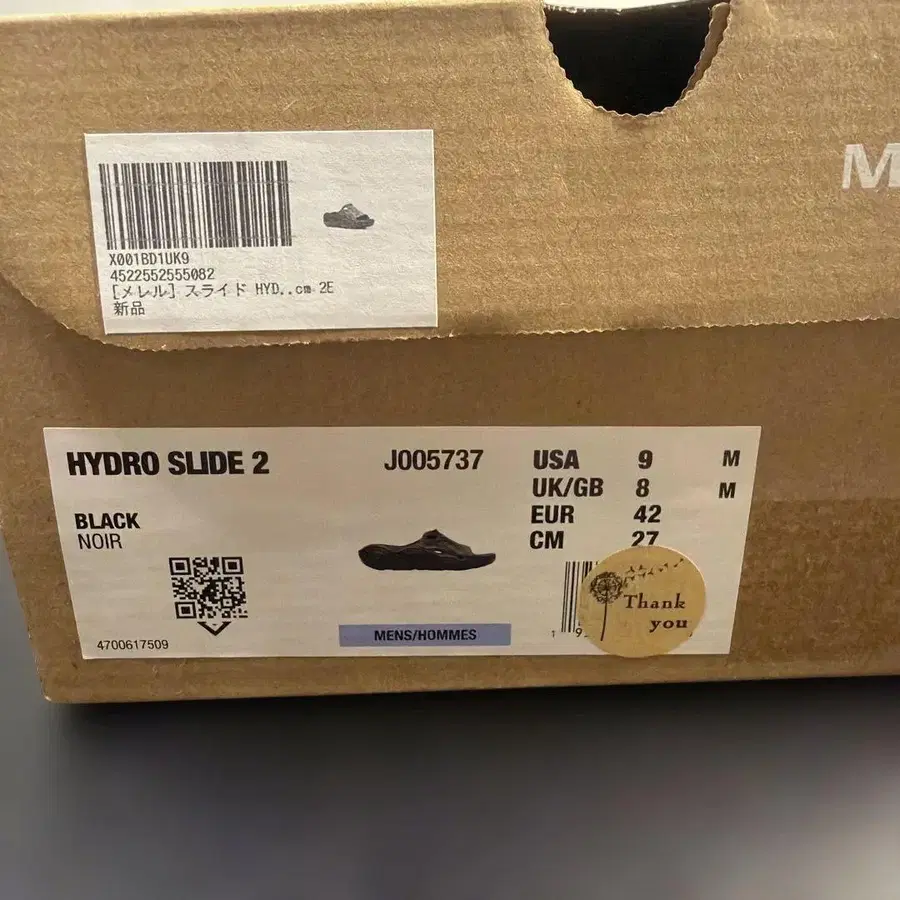 M
X001BD1UK9
4522552555082
[メレル] スライド HYD..cm 2E
新品
HYDRO SLIDE 2
J005737
USA 9 M
UK/GB 8 M
EUR 42
CM 27
BLACK
NOIR
MENS/HOMMES
4700617509
1
Thank
you